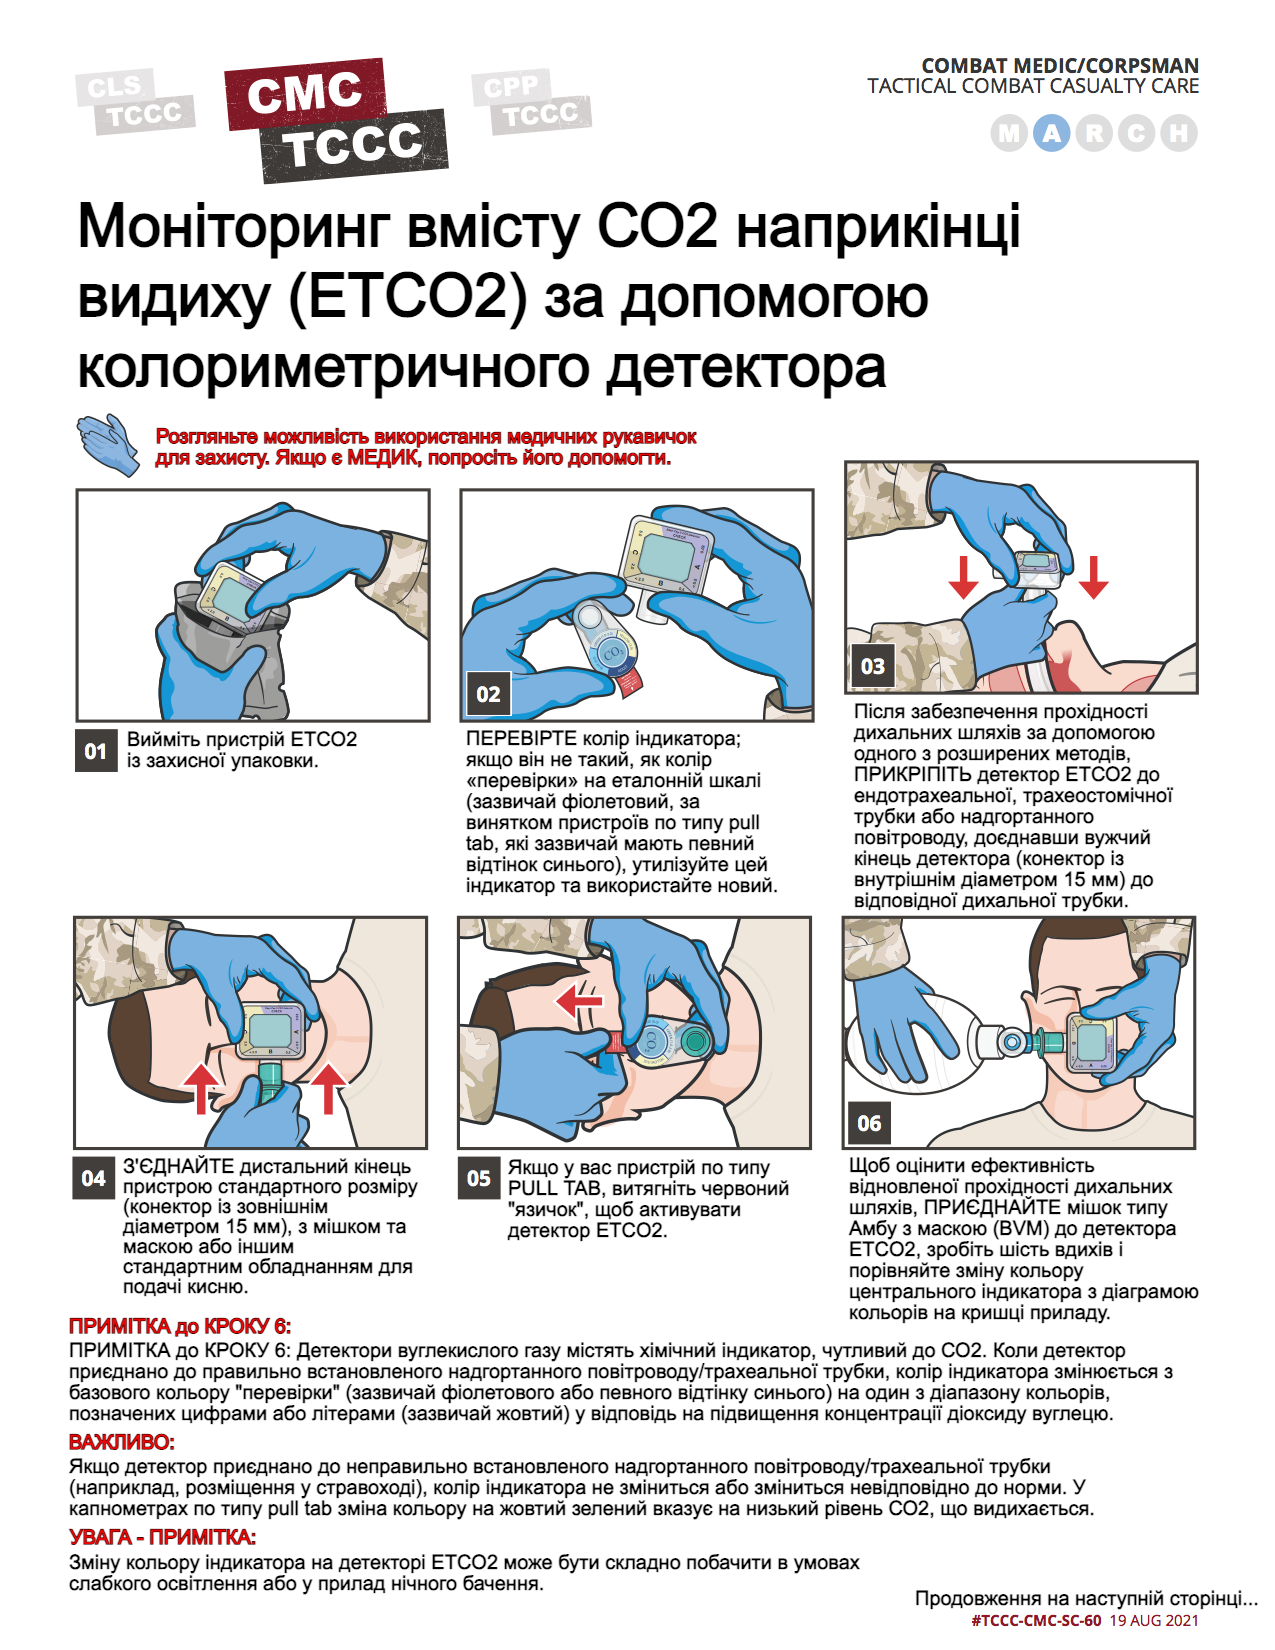 CLS
TCCC
CMC
TCCC
CPP
TCCC
COMBAT MEDIC/CORPSMAN
TACTICAL COMBAT CASUALTY CARE
M A R C H
Моніторинг вмісту CO2 наприкінці
видиху (ETCO2) за допомогою
колориметричного детектора
Розгляньте можливість використання медичних рукавичок
для захисту. Якщо є МЕДИК, попросіть його допомогти.
01
Вийміть пристрій ETCO2
із захисної упаковки.
02
ПЕРЕВІРТЕ колір індикатора;
якщо він не такий, як колір
«перевірки» на еталонній шкалі
(зазвичай фіолетовий, за
винятком пристроїв по типу pull
tab, які зазвичай мають певний
відтінок синього), утилізуйте цей
індикатор та використайте новий.
03
Після забезпечення прохідності
дихальних шляхів за допомогою
одного з розширених методів,
ПРИКРІПІТЬ детектор ETCO2 до
ендотрахеальної, трахеостомічної
трубки або надгортанного
повітроводу, доєднавши вужчий
кінець детектора (конектор із
внутрішнім діаметром 15 мм) до
відповідної дихальної трубки.
04
З'ЄДНАЙТЕ дистальний кінець
пристрою стандартного розміру
(конектор із зовнішнім
діаметром 15 мм), з мішком та
маскою або іншим
стандартним обладнанням для
подачі кисню.
05
Якщо у вас пристрій по типу
PULL TAB, витягніть червоний
"язичок", щоб активувати
детектор ETCO2.
06
Щоб оцінити ефективність
відновленої прохідності дихальних
шляхів, ПРИЄДНАЙТЕ мішок типу
Амбу з маскою (BVM) до детектора
ETCO2, зробіть шість вдихів і
порівняйте зміну кольору
центрального індикатора з діаграмою
кольорів на кришці приладу.
ПРИМІТКА до КРОКУ 6:
ПРИМІТКА до КРОКУ 6: Детектори вуглекислого газу містять хімічний індикатор, чутливий до CO2. Коли детектор
приєднано до правильно встановленого надгортанного повітроводу/трахеальної трубки, колір індикатора змінюється з
базового кольору "перевірки" (зазвичай фіолетового або певного відтінку синього) на один з діапазону кольорів,
позначених цифрами або літерами (зазвичай жовтий) у відповідь на підвищення концентрації діоксиду вуглецю.
ВАЖЛИВО:
Якщо детектор приєднано до неправильно встановленого надгортанного повітроводу/трахеальної трубки
(наприклад, розміщення у стравоході), колір індикатора не зміниться або зміниться невідповідно до норми. У
капнометрах по типу pull tab зміна кольору на жовтий зелений вказує на низький рівень CO2, що видихається.
УВАГА - ПРИМІТКА:
Зміну кольору індикатора на детекторі ETCO2 може бути складно побачити в умовах
слабкого освітлення або у прилад нічного бачення.
Продовження на наступній сторінці...
#TCCC-CMC-SC-60 19 AUG 2021